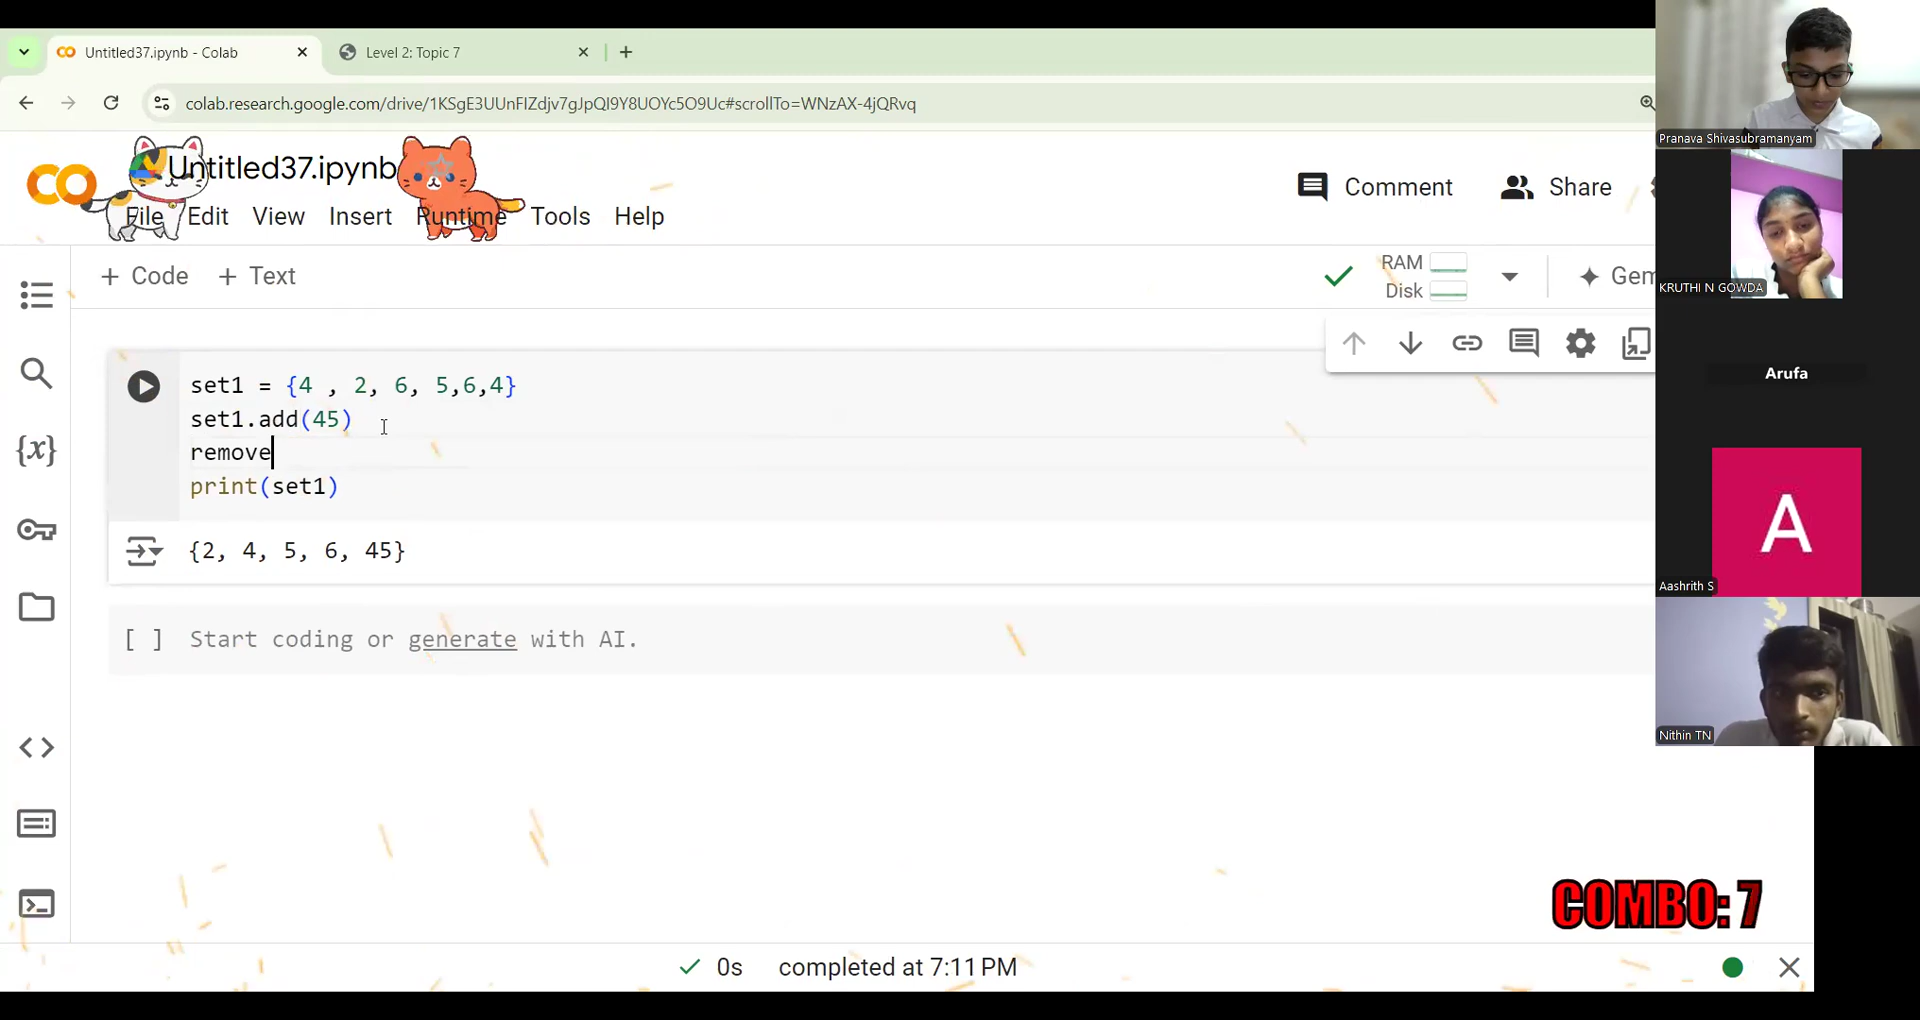 Untitled37.ipynb - Colab
Level 2: Topic 7
colab.research.google.com/drive/1KSgE3UUnFIZdjv7gJpQI9Y8UOYc5O9Uc#scrollTo=WNzAX-4jQRvq
Untitled37.ipynb
File Edit View Insert Runtime Tools Help
Comment
Share
+ Code + Text
RAM
Disk
Gem
set1 = {4 , 2, 6, 5,6,4}
set1.add(45)
remove
print(set1)
{2, 4, 5, 6, 45}
[ ] Start coding or generate with AI.
COMBO: 7
0s completed at 7:11 PM
Pranava Shivasubramanyam
KRUTHI N GOWDA
Arufa
A
Aashrith S
Nithin TN